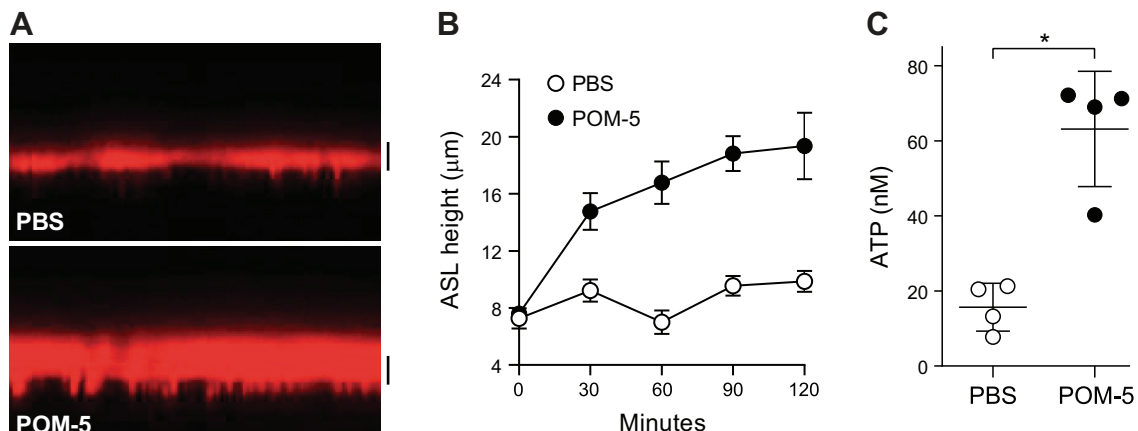 A
PBS
POM-5
B
ASL height (μm)
24
20
16
12
8
4
PBS
POM-5
0
30
60
90
120
Minutes
C
*
ATP (nM)
80
60
40
20
0
PBS
POM-5